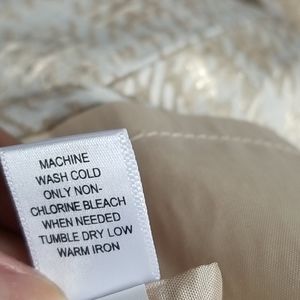 MACHINE
WASH COLD
ONLY NON-
CHLORINE BLEACH
WHEN NEEDED
TUMBLE DRY LOW
WARM IRON